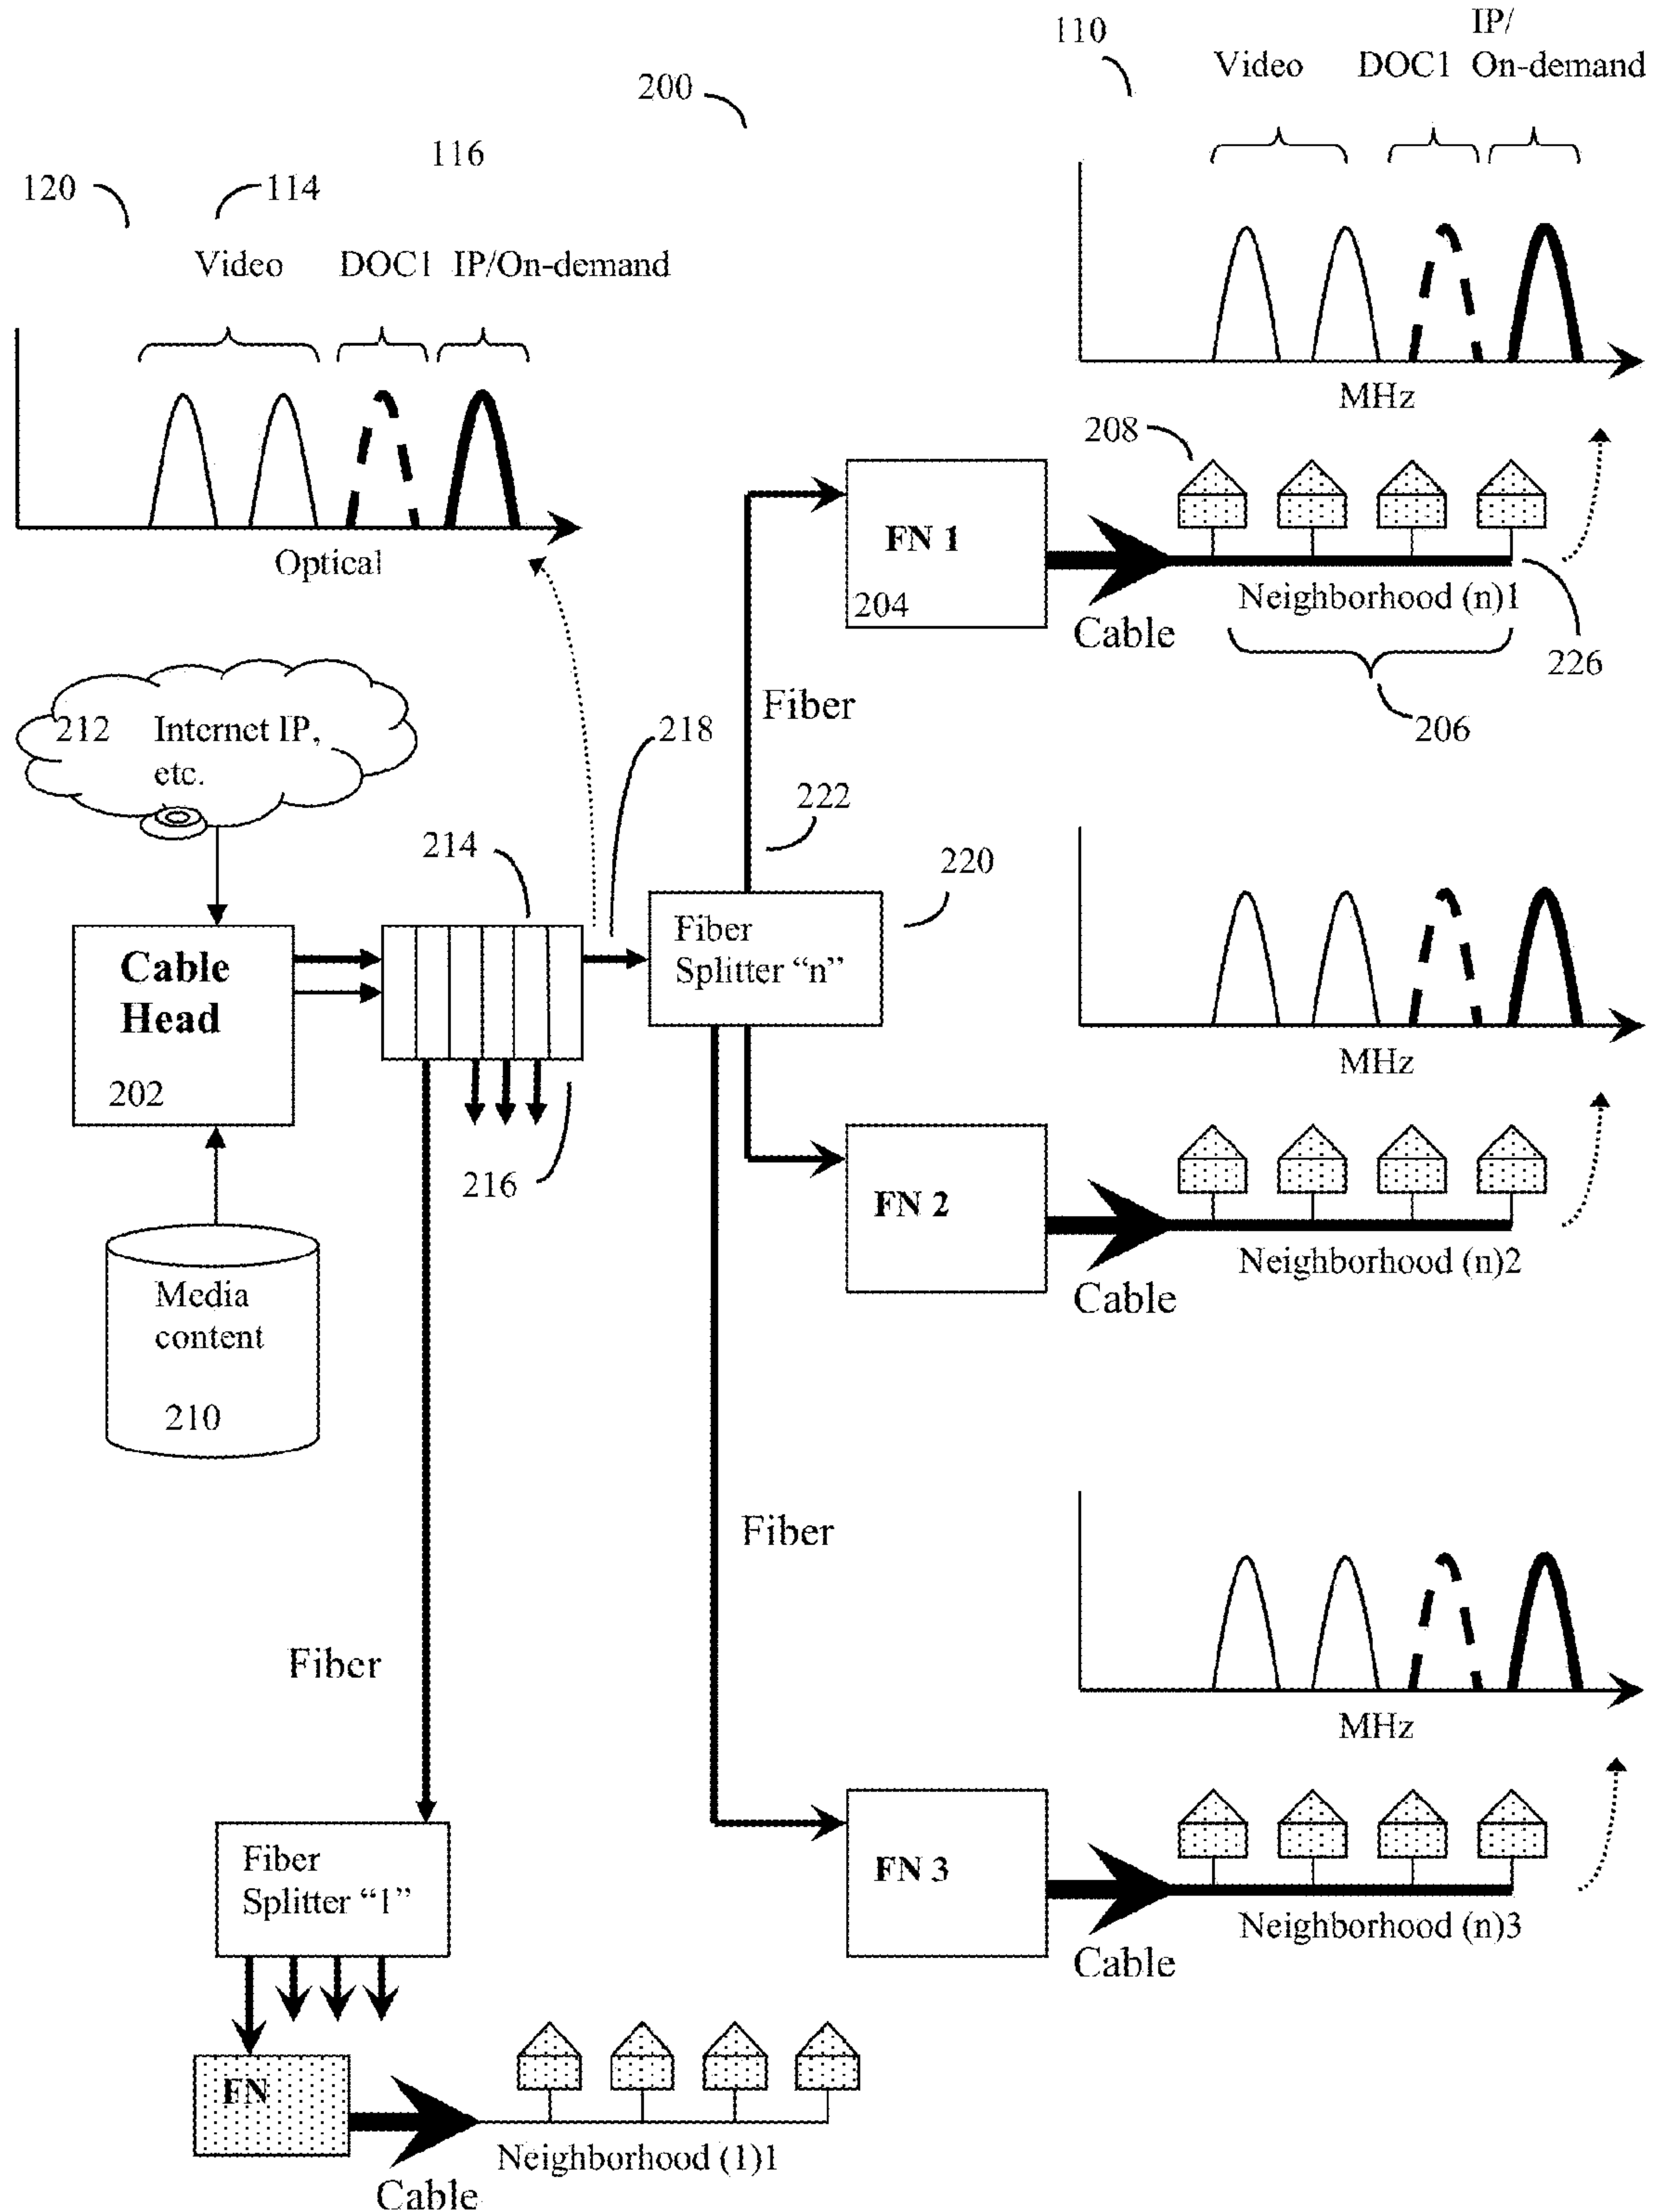 110
IP/
Video DOC1 On-demand
200
116
120
114
Video DOC1 IP/On-demand
MHz
208
Optical
FN 1
204
Neighborhood (n)1
Cable
226
206
Fiber
212 Internet IP,
etc.
218
222
214
220
Fiber
Splitter “n”
Cable
Head
202
MHz
216
FN 2
Neighborhood (n)2
Cable
Media
content
210
Fiber
Fiber
MHz
Fiber
Splitter “1”
FN 3
Neighborhood (n)3
Cable
FN
Neighborhood (1)1
Cable